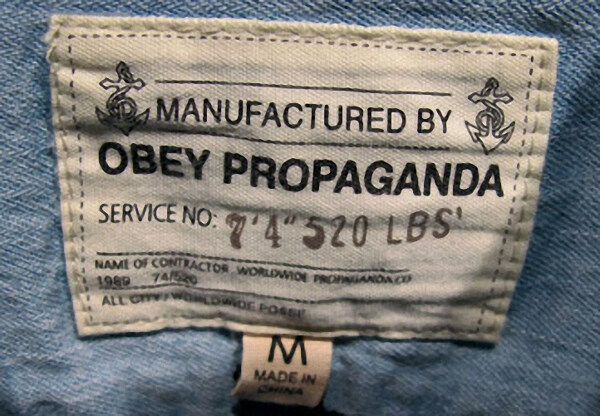 MANUFACTURED BY
OBEY PROPAGANDA
SERVICE NO: 7'4" 520 LBS'
NAME OF CONTRACTOR WORLDWIDE PROPAGANDA CO
1989 74/520
ALL CITY / WORLDWIDE POSSE
M
MADE IN
CHINA